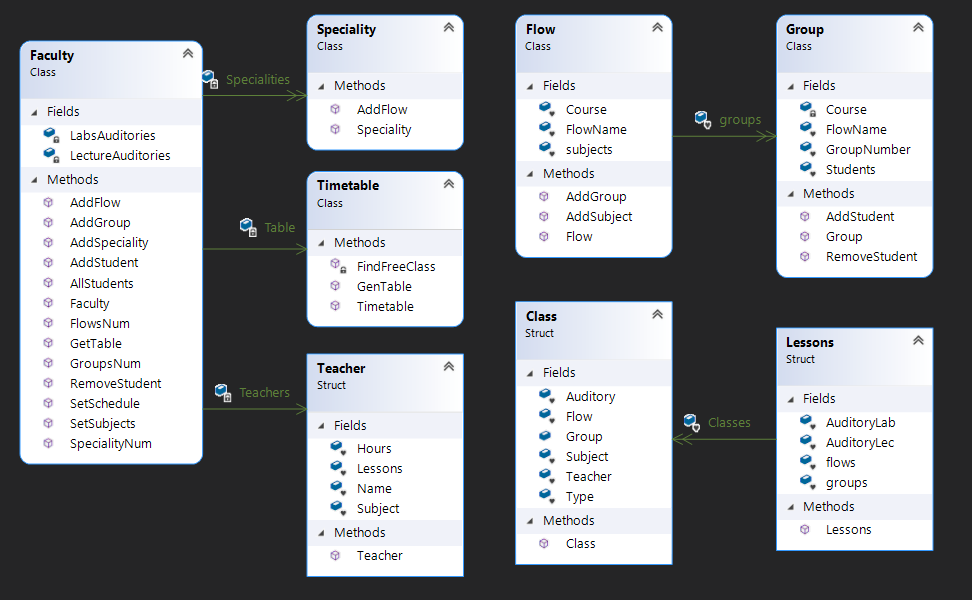 Faculty
Class
Fields
LabsAuditories
LectureAuditories
Methods
AddFlow
AddGroup
AddSpeciality
AddStudent
AllStudents
Faculty
FlowsNum
GetTable
GroupsNum
RemoveStudent
SetSchedule
SetSubjects
SpecialityNum
Specialities
Table
Teachers
Speciality
Class
Methods
AddFlow
Speciality
Timetable
Class
Methods
FindFreeClass
GenTable
Timetable
Teacher
Struct
Fields
Hours
Lessons
Name
Subject
Methods
Teacher
Flow
Class
Fields
Course
FlowName
subjects
Methods
AddGroup
AddSubject
Flow
groups
Group
Class
Fields
Course
FlowName
GroupNumber
Students
Methods
AddStudent
Group
RemoveStudent
Class
Struct
Fields
Auditory
Flow
Group
Subject
Teacher
Type
Methods
Class
Classes
Lessons
Struct
Fields
AuditoryLab
AuditoryLec
flows
groups
Methods
Lessons